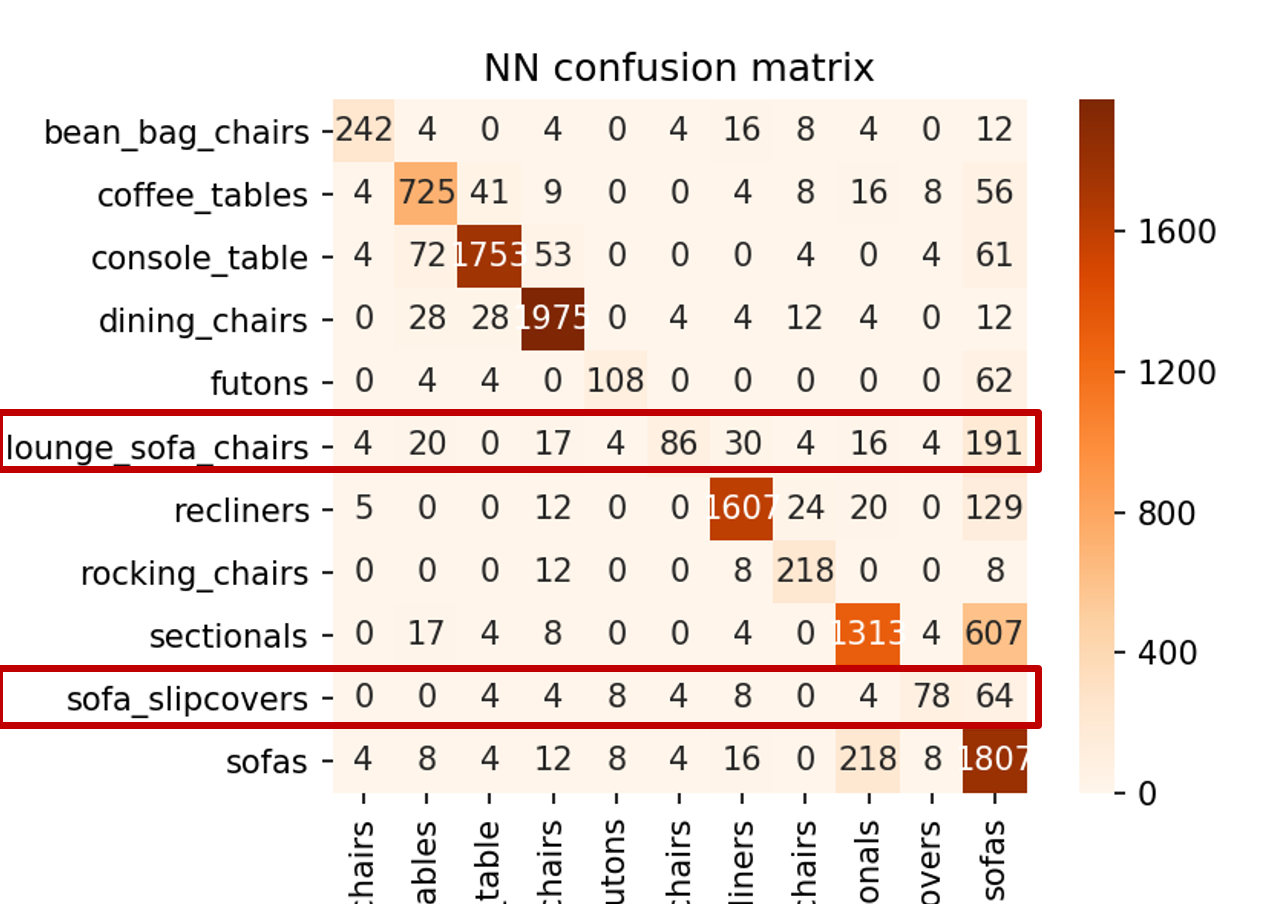 NN confusion matrix
bean_bag_chairs 242 4 0 4 0 4 16 8 4 0 12
coffee_tables 4 725 41 9 0 0 4 8 16 8 56
console_table 4 72 1753 53 0 0 0 4 0 4 61
dining_chairs 0 28 28 1975 0 4 4 12 4 0 12
futons 0 4 4 0 108 0 0 0 0 0 62
lounge_sofa_chairs 4 20 0 17 4 86 30 4 16 4 191
recliners 5 0 0 12 0 0 1607 24 20 0 129
rocking_chairs 0 0 0 12 0 0 8 218 0 0 8
sectionals 0 17 4 8 0 0 4 0 1313 4 607
sofa_slipcovers 0 0 4 4 8 4 8 0 4 78 64
sofas 4 8 4 12 8 4 16 0 218 8 1807
chairs
ables
_table
chairs
utons
chairs
liners
chairs
onals
overs
sofas
1600
1200
800
400
0